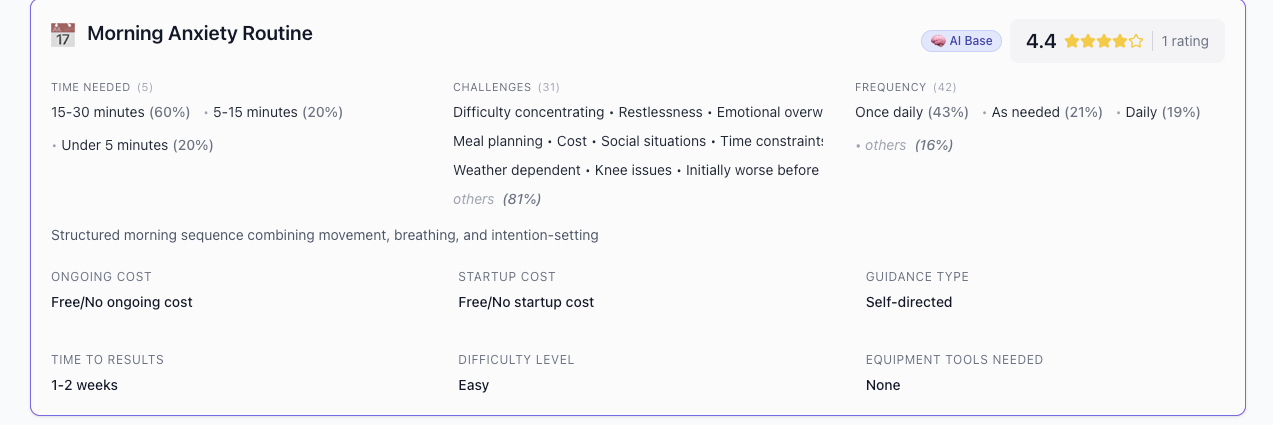 17
Morning Anxiety Routine
AI Base
4.4
1 rating
TIME NEEDED (5)
15-30 minutes (60%) • 5-15 minutes (20%)
• Under 5 minutes (20%)
CHALLENGES (31)
Difficulty concentrating • Restlessness • Emotional overw
Meal planning • Cost • Social situations • Time constraints
Weather dependent • Knee issues • Initially worse before
others (81%)
FREQUENCY (42)
Once daily (43%) • As needed (21%) • Daily (19%)
• others (16%)
Structured morning sequence combining movement, breathing, and intention-setting
ONGOING COST
Free/No ongoing cost
STARTUP COST
Free/No startup cost
GUIDANCE TYPE
Self-directed
TIME TO RESULTS
1-2 weeks
DIFFICULTY LEVEL
Easy
EQUIPMENT TOOLS NEEDED
None